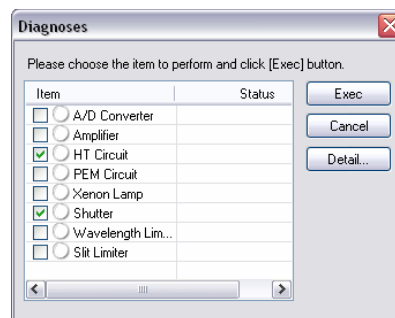 Diagnoses
Please choose the item to perform and click [Exec] button.
Item Status
A/D Converter
Amplifier
HT Circuit
PEM Circuit
Xenon Lamp
Shutter
Wavelength Lim...
Slit Limiter
Exec
Cancel
Detail...